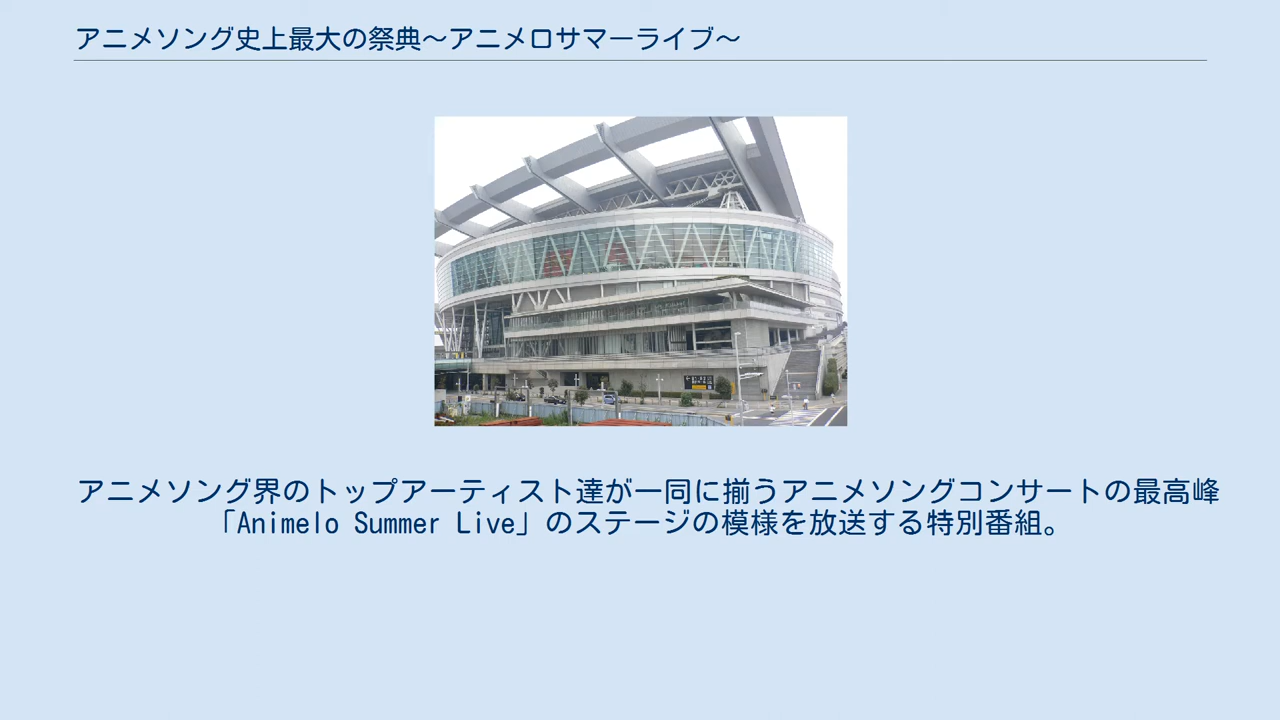 アニメソング史上最大の祭典〜アニメロサマーライブ〜
アニメソング界のトップアーティスト達が一同に揃うアニメソングコンサートの最高峰
「Animelo Summer Live」のステージの模様を放送する特別番組。